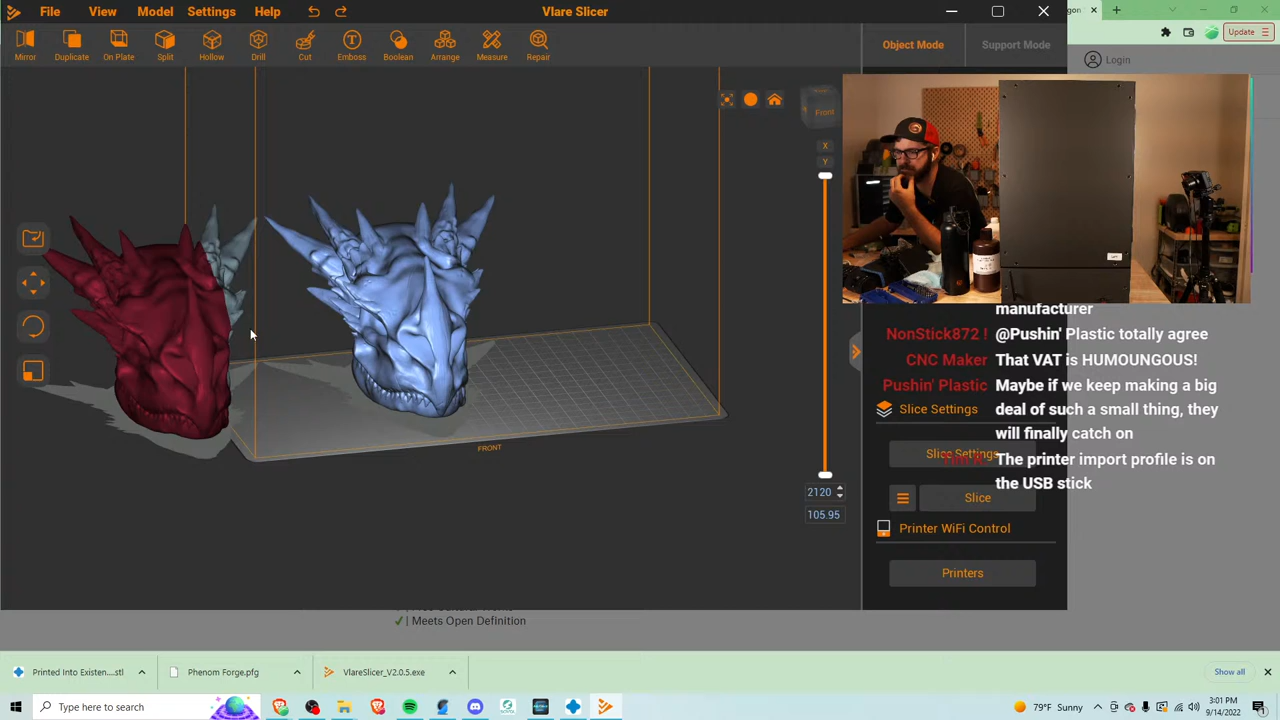 File View Model Settings Help
Vlare Slicer
Mirror Duplicate On Plate Split Hollow Drill Cut Emboss Boolean Arrange Measure Repair
Object Mode Support Mode
Update
Login
Front
X
Y
2120
105.95
FRONT
manufacturer
NonStick872 ! @Pushin' Plastic totally agree
CNC Maker That VAT is HUMOUNGOUS!
Pushin' Plastic Maybe if we keep making a big
deal of such a small thing, they
will finally catch on
The printer import profile is on
the USB stick
Slice Settings
Slice Settings
Slice
Printer WiFi Control
Printers
✓ | Meets Open Definition
Printed Into Existen....stl
Phenom Forge.pfg
VlareSlicer_V2.0.5.exe
Show all
Type here to search
79°F Sunny
3:01 PM
9/14/2022